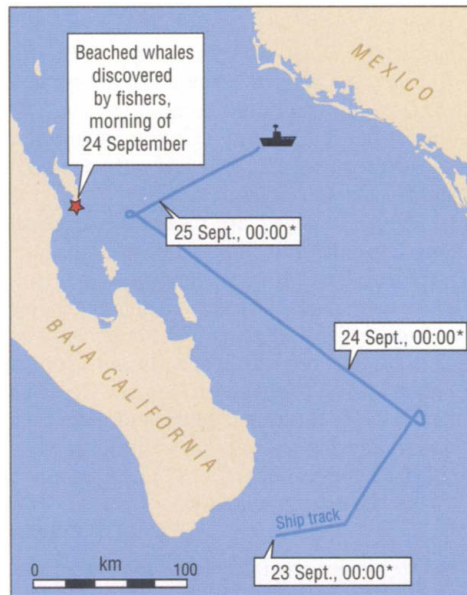 Beached whales
discovered
by fishers,
morning of
24 September
MEXICO
25 Sept., 00:00*
24 Sept., 00:00*
BAJA CALIFORNIA
Ship track
23 Sept., 00:00*
0 km 100